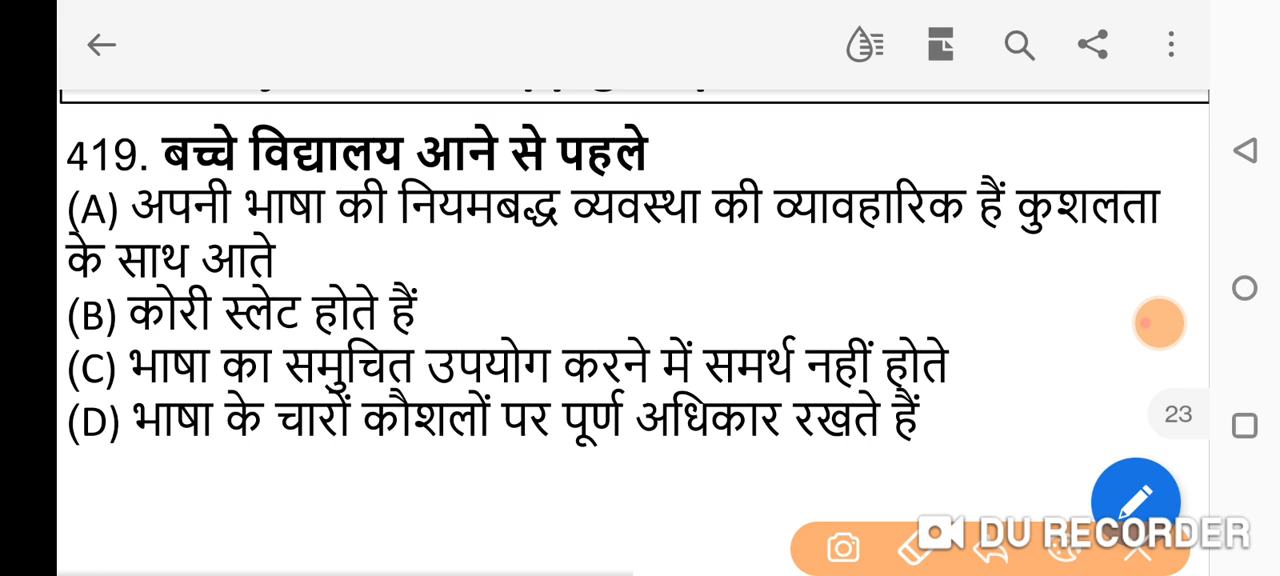 419. बच्चे विद्यालय आने से पहले
(A) अपनी भाषा की नियमबद्ध व्यवस्था की व्यावहारिक हैं कुशलता
के साथ आते
(B) कोरी स्लेट होते हैं
(C) भाषा का समुचित उपयोग करने में समर्थ नहीं होते
(D) भाषा के चारों कौशलों पर पूर्ण अधिकार रखते हैं
23
DU RECORDER